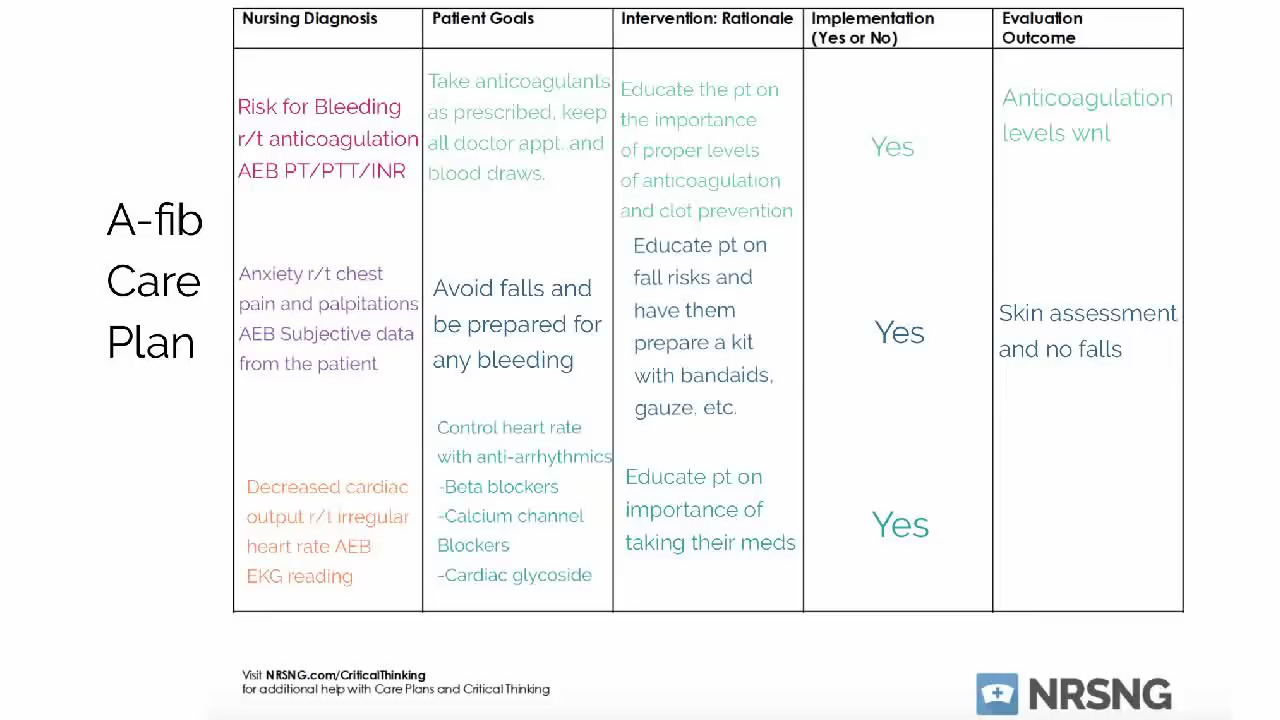 A-fib
Care
Plan
Nursing Diagnosis
Patient Goals
Intervention: Rationale
Implementation
(Yes or No)
Evaluation
Outcome
Risk for Bleeding
r/t anticoagulation
AEB PT/PTT/INR
Take anticoagulants
as prescribed, keep
all doctor appt. and
blood draws.
Educate the pt on
the importance
of proper levels
of anticoagulation
and clot prevention
Yes
Anticoagulation
levels wnl
Anxiety r/t chest
pain and palpitations
AEB Subjective data
from the patient
Avoid falls and
be prepared for
any bleeding
Educate pt on
fall risks and
have them
prepare a kit
with bandaids,
gauze, etc.
Yes
Skin assessment
and no falls
Decreased cardiac
output r/t irregular
heart rate AEB
EKG reading
Control heart rate
with anti-arrhythmics
-Beta blockers
-Calcium channel
Blockers
-Cardiac glycoside
Educate pt on
importance of
taking their meds
Yes
Visit NRSNG.com/CriticalThinking
for additional help with Care Plans and Critical Thinking
NRSNG